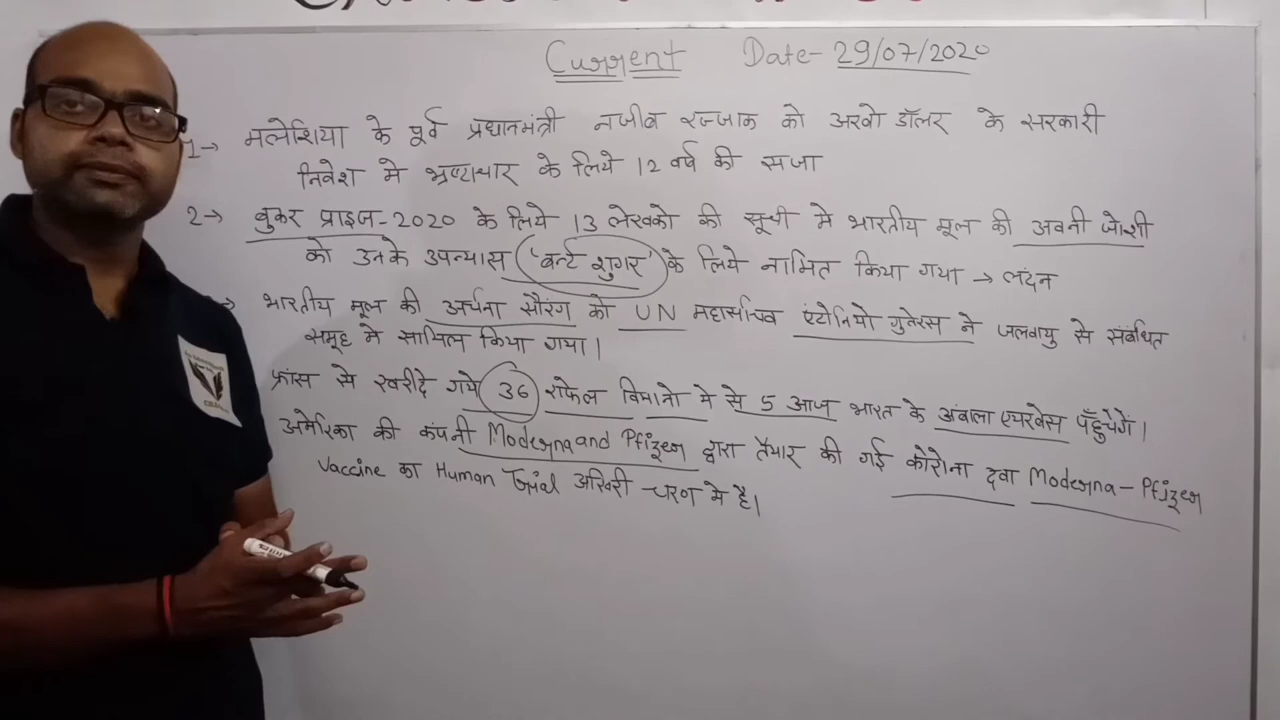 Current Date- 29/07/2020
1→ मलेशिया के पूर्व प्रधानमंत्री नजीब रज्जाक को अरबो डॉलर के सरकारी
निवेश मे भ्रष्टाचार के लिये 12 वर्ष की सजा
2→ बुकर प्राइज-2020 के लिये 13 लेखको की सूची मे भारतीय मूल की अवनी जोशी
को उनके उपन्यास 'बर्न्ट शुगर' के लिये नामित किया गया → लंदन
भारतीय मूल की अर्चना सौरंग को UN महासचिव एंटोनियो गुतेरस ने जलवायु से संबंधित
समूह मे सामिल किया गया।
फ्रांस से खरीदे गये 36 राफेल विमानो मे से 5 आज भारत के अंबाला एयरबेस पहुँचेगें।
अमेरिका की कंपनी Moderna and Pfizer द्वारा तैयार की गई कोरोना दवा Moderna-Pfizer
Vaccine का Human Trial अखिरी चरण मे है।